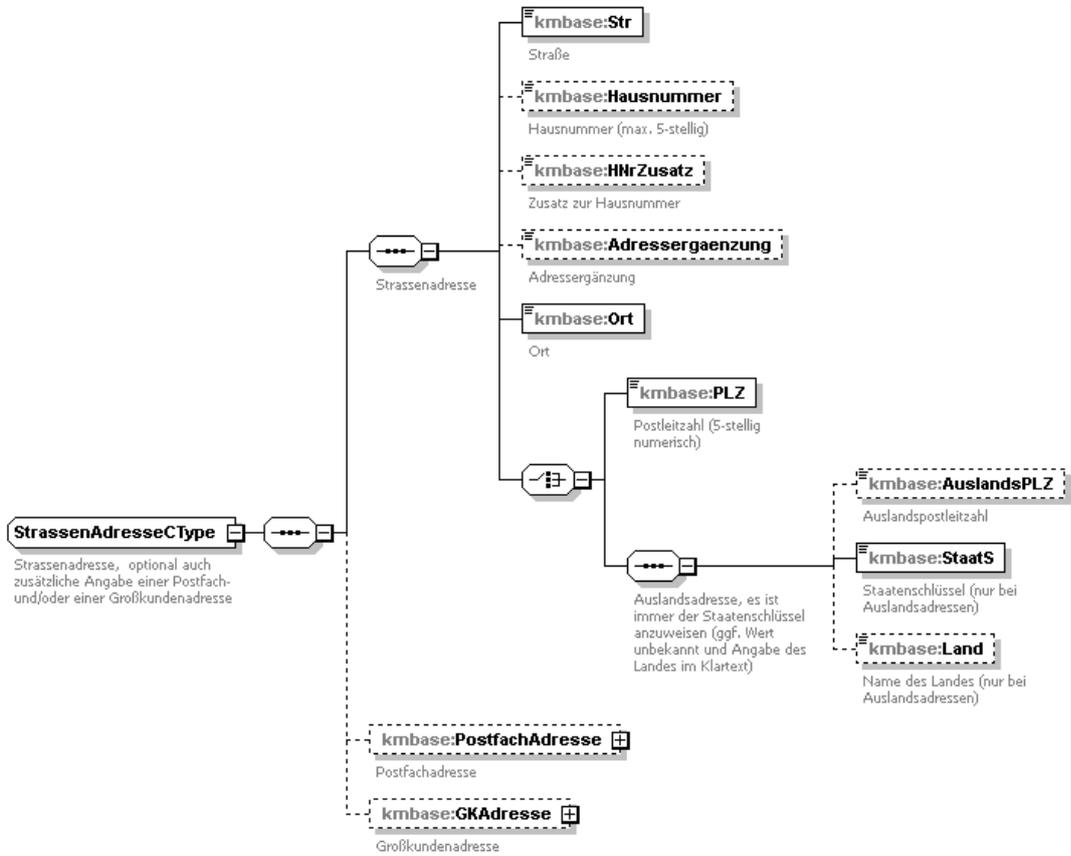 kmbase:Str
Straße
kmbase:Hausnummer
Hausnummer (max. 5-stellig)
kmbase:HNrZusatz
Zusatz zur Hausnummer
kmbase:Adressergaenzung
Adressergänzung
Strassenadresse
kmbase:Ort
Ort
kmbase:PLZ
Postleitzahl (5-stellig
numerisch)
StrassenAdresseCType
Strassenadresse, optional auch
zusätzliche Angabe einer Postfach-
und/oder einer Großkundenadresse
kmbase:AuslandsPLZ
Auslandspostleitzahl
kmbase:StaatS
Staatenschlüssel (nur bei
Auslandsadressen)
Auslandsadresse, es ist
immer der Staatenschlüssel
anzuweisen (ggf. Wert
unbekannt und Angabe des
Landes im Klartext)
kmbase:Land
Name des Landes (nur bei
Auslandsadressen)
kmbase:PostfachAdresse
Postfachadresse
kmbase:GKAdresse
Großkundenadresse